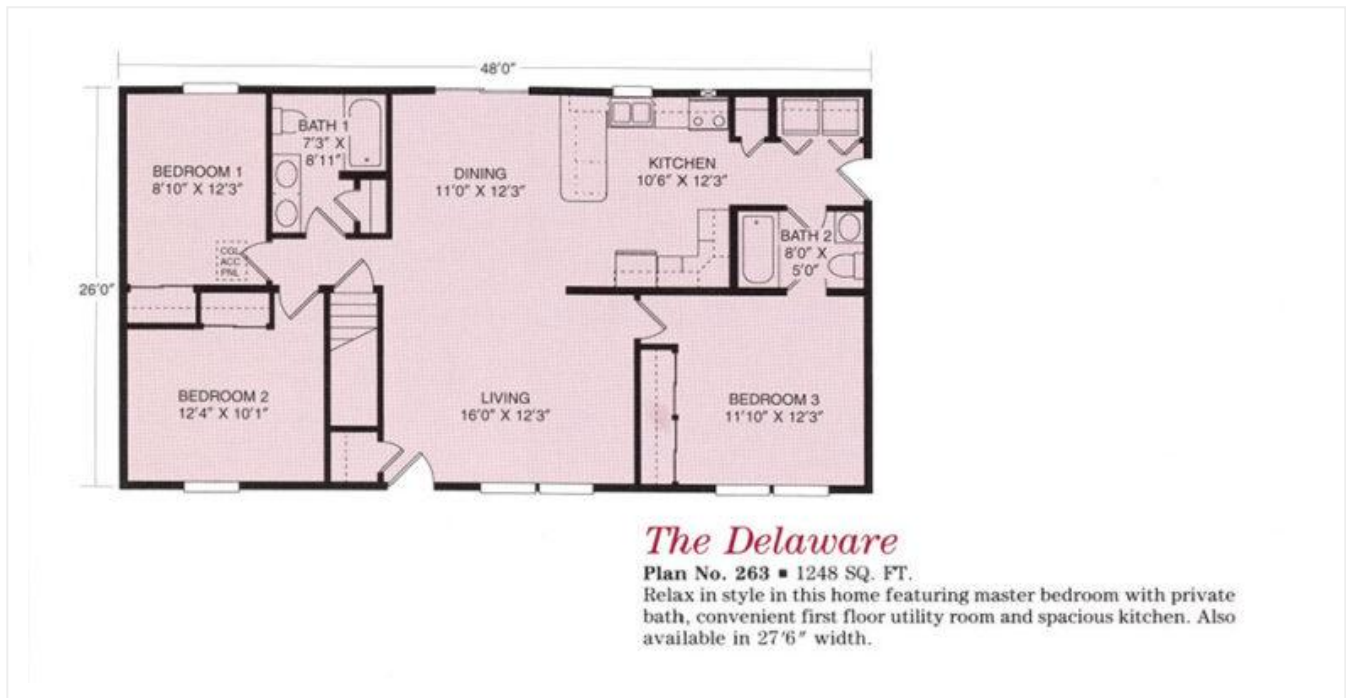 48'0"
BATH 1
7'3" X
8'11"
BEDROOM 1
8'10" X 12'3"
DINING
11'0" X 12'3"
KITCHEN
10'6" X 12'3"
BATH 2
8'0" X
5'0"
CGL
ACC
PNL
26'0"
BEDROOM 2
12'4" X 10'1"
LIVING
16'0" X 12'3"
BEDROOM 3
11'10" X 12'3"
The Delaware
Plan No. 263 ■ 1248 SQ. FT.
Relax in style in this home featuring master bedroom with private
bath, convenient first floor utility room and spacious kitchen. Also
available in 27'6" width.